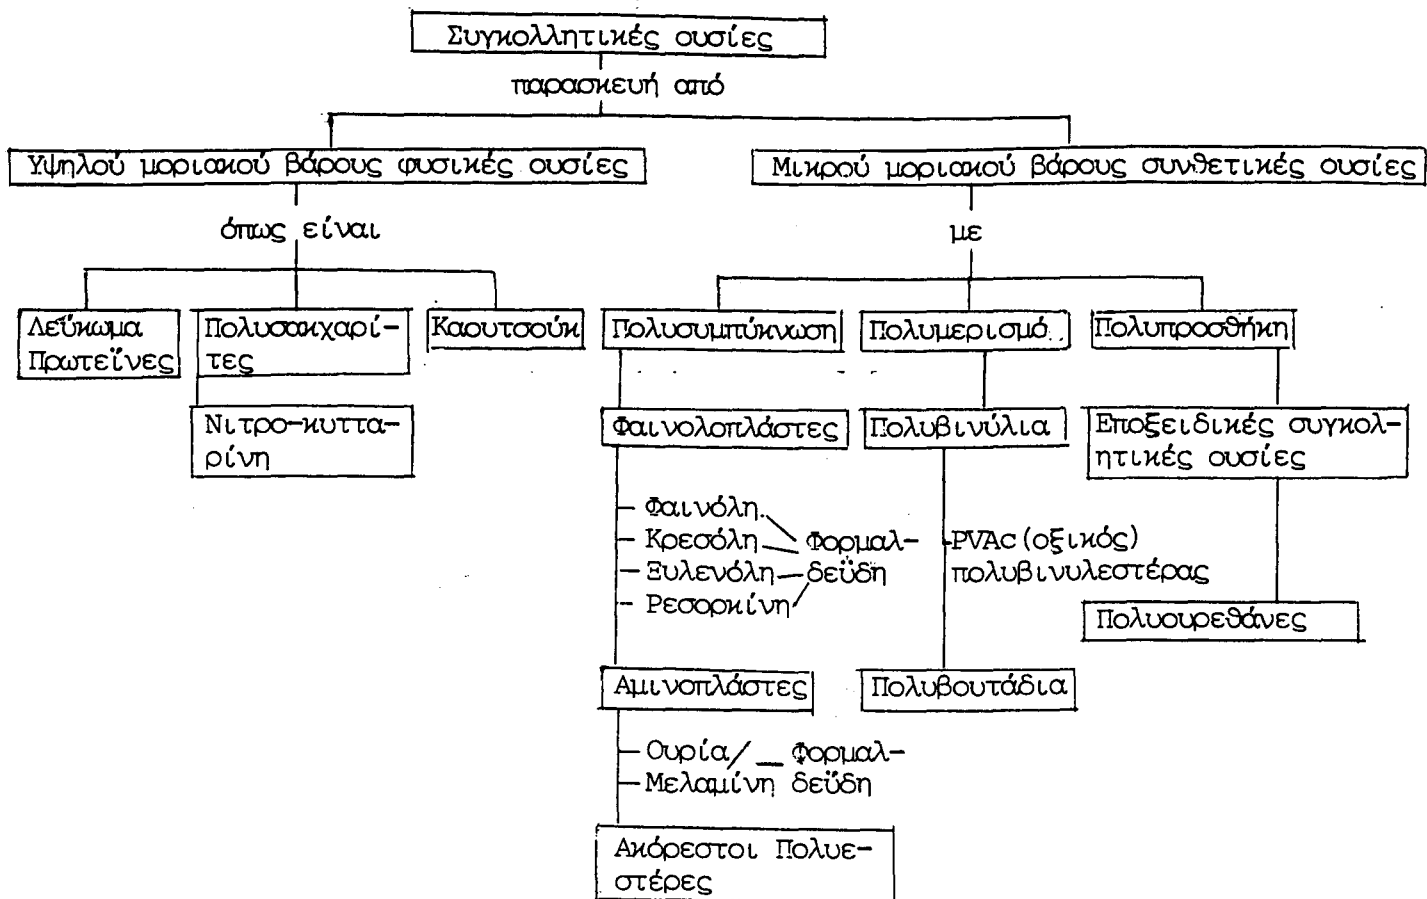 Συγκολλητικές ουσίες
παρασκευή από
Υψηλού μοριακού βάρους φυσικές ουσίες
Μικρού μοριακού βάρους συνθετικές ουσίες
όπως είναι
με
Λεύκωμα
Πρωτεΐνες
Πολυσακχαρί-
τες
Καουτσούκ
Πολυσυμπύκνωση
Πολυμερισμό
Πολυπροσθήκη
Νιτρο-κυττα-
ρίνη
Φαινολοπλάστες
Πολυβινύλια
Εποξειδικές συγκολ-
ητικές ουσίες
Φαινόλη
Κρεσόλη
Ξυλενόλη
Ρεσορκίνη
Φορμαλ-
δεΰδη
PVAc (οξικός)
πολυβινυλεστέρας
Πολυουρεθάνες
Αμινοπλάστες
Πολυβουτάδια
Ουρία/
Μελαμίνη
Φορμαλ-
δεΰδη
Ακόρεστοι Πολυε-
στέρες